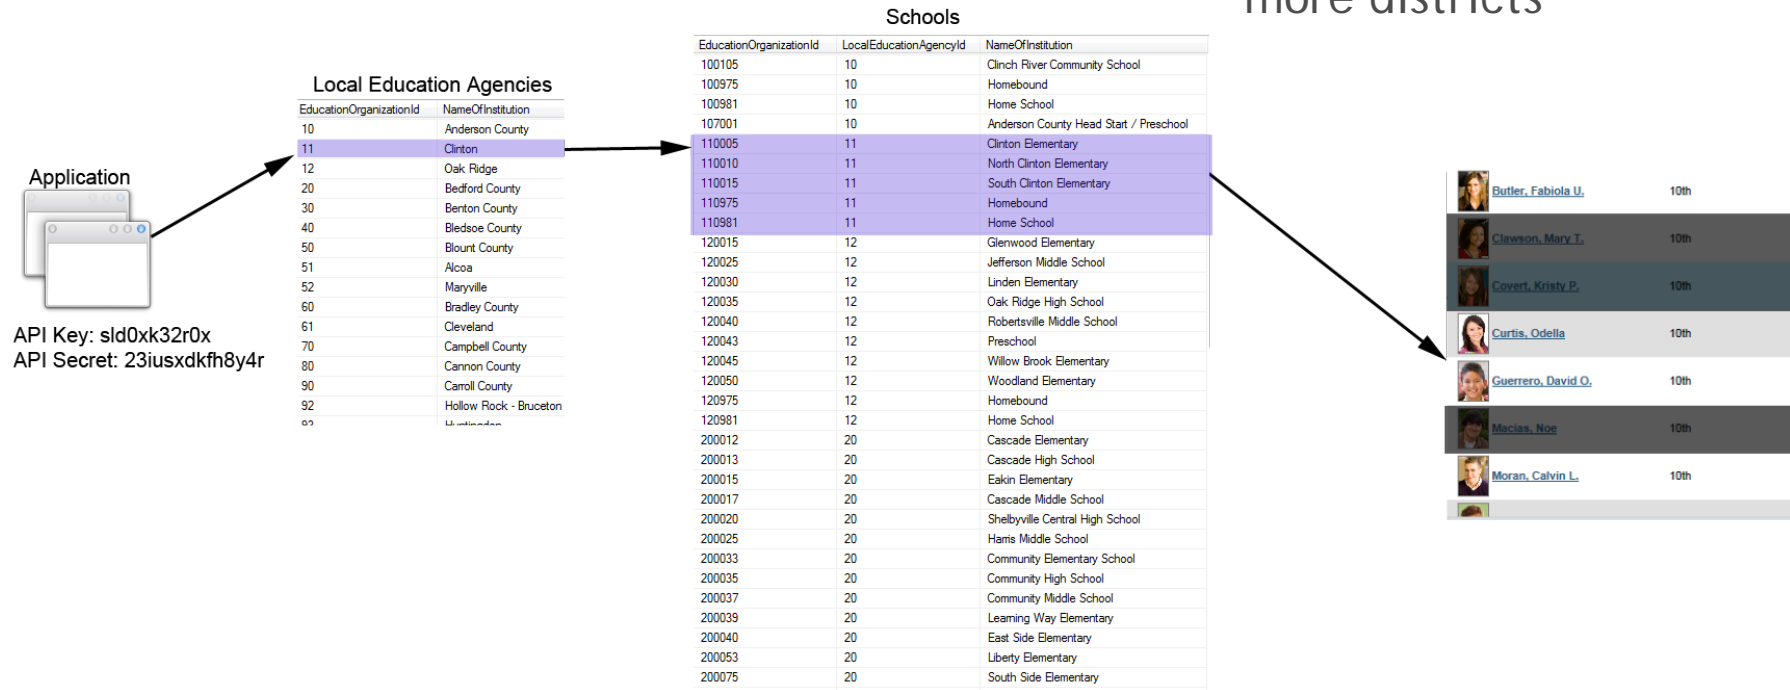 more districts
Schools
EducationOrganizationId LocalEducationAgencyId NameOfInstitution
100105 10 Clinch River Community School
100975 10 Homebound
100981 10 Home School
107001 10 Anderson County Head Start / Preschool
110005 11 Clinton Elementary
110010 11 North Clinton Elementary
110015 11 South Clinton Elementary
110975 11 Homebound
110981 11 Home School
120015 12 Glenwood Elementary
120025 12 Jefferson Middle School
120030 12 Linden Elementary
120035 12 Oak Ridge High School
120040 12 Robertsville Middle School
120043 12 Preschool
120045 12 Willow Brook Elementary
120050 12 Woodland Elementary
120975 12 Homebound
120981 12 Home School
200012 20 Cascade Elementary
200013 20 Cascade High School
200015 20 Eakin Elementary
200017 20 Cascade Middle School
200020 20 Shelbyville Central High School
200025 20 Harris Middle School
200033 20 Community Elementary School
200035 20 Community High School
200037 20 Community Middle School
200039 20 Learning Way Elementary
200040 20 East Side Elementary
200053 20 Liberty Elementary
200075 20 South Side Elementary
Local Education Agencies
EducationOrganizationId NameOfInstitution
10 Anderson County
11 Clinton
12 Oak Ridge
20 Bedford County
30 Benton County
40 Bledsoe County
50 Blount County
51 Alcoa
52 Maryville
60 Bradley County
61 Cleveland
70 Campbell County
80 Cannon County
90 Carroll County
92 Hollow Rock - Bruceton
Application
API Key: sld0xk32r0x
API Secret: 23iusxdkfh8y4r
Butler, Fabiola U. 10th
Clawson, Mary T. 10th
Covert, Kristy P. 10th
Curtis, Odella 10th
Guerrero, David O. 10th
Macias, Noe 10th
Moran, Calvin L. 10th